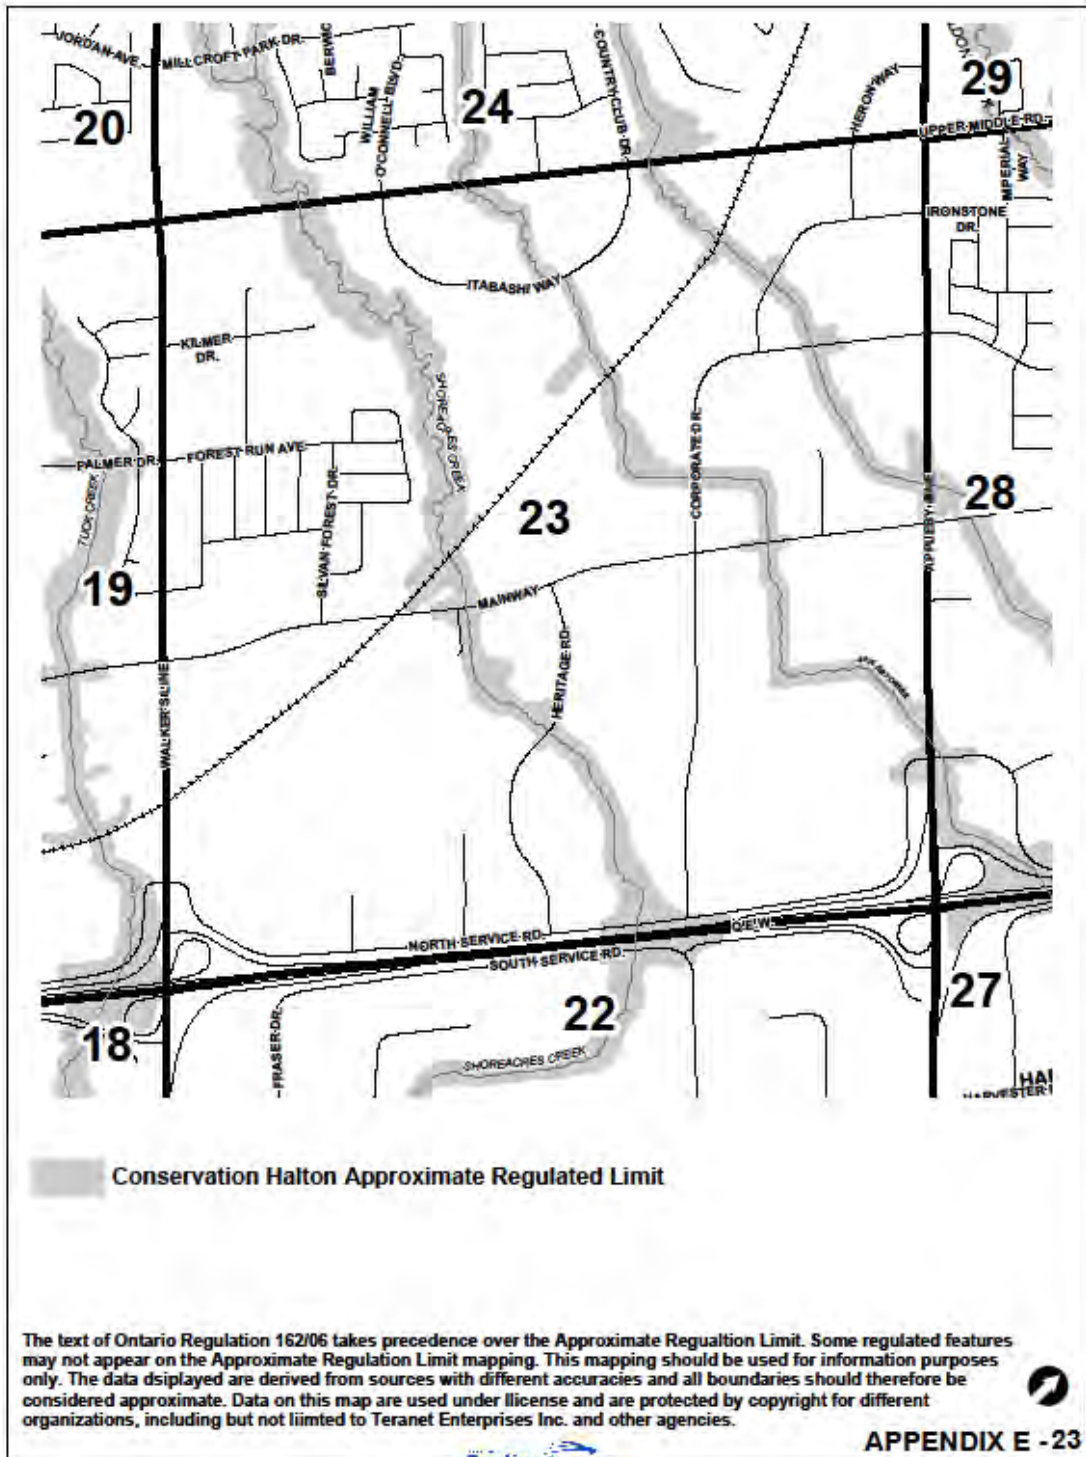 JORDAN AVE.
MILLCROFT PARK DR.
BERWIC
WILLIAM
O'CONNELL BLVD.
COUNTRY CLUB DR.
HERON WAY
20
24
29
UPPER MIDDLE RD.
IMPERIAL
WAY
IRONSTONE
DR.
ITABASHI WAY
KILMER
DR.
SHOREACRES CREEK
PALMER DR.
FOREST RUN AVE
TUCK CREEK
SILVAN FOREST DR.
CORPORATE DR.
APPLEBY LINE
23
28
19
MAINWAY
HERITAGE RD.
WALKER'S LINE
NORTH SERVICE RD.
SOUTH SERVICE RD.
Q.E.W.
22
27
18
FRASER DR.
SHOREACRES CREEK
HAR
Conservation Halton Approximate Regulated Limit
The text of Ontario Regulation 162/06 takes precedence over the Approximate Regualtion Limit. Some regulated features
may not appear on the Approximate Regulation Limit mapping. This mapping should be used for information purposes
only. The data dsiplayed are derived from sources with different accuracies and all boundaries should therefore be
considered approximate. Data on this map are used under llicense and are protected by copyright for different
organizations, including but not liimted to Teranet Enterprises Inc. and other agencies.
APPENDIX E - 23